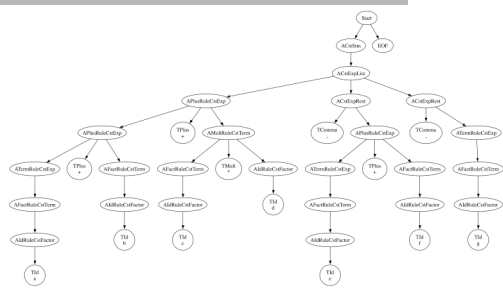 Start
ACstStm
EOF
ACstExpList
APlusRuleCstExp
ACstExpRest
ACstExpRest
APlusRuleCstExp
TPlus
+
AMultRuleCstTerm
TComma
,
APlusRuleCstExp
TComma
,
ATermRuleCstExp
ATermRuleCstExp
TPlus
+
AFactRuleCstTerm
AFactRuleCstTerm
TMult
*
AIdRuleCstFactor
ATermRuleCstExp
TPlus
+
AFactRuleCstTerm
AFactRuleCstTerm
AFactRuleCstTerm
AIdRuleCstFactor
AIdRuleCstFactor
TId
d
AFactRuleCstTerm
AIdRuleCstFactor
AIdRuleCstFactor
AIdRuleCstFactor
TId
b
TId
c
AIdRuleCstFactor
TId
f
TId
g
TId
a
TId
e